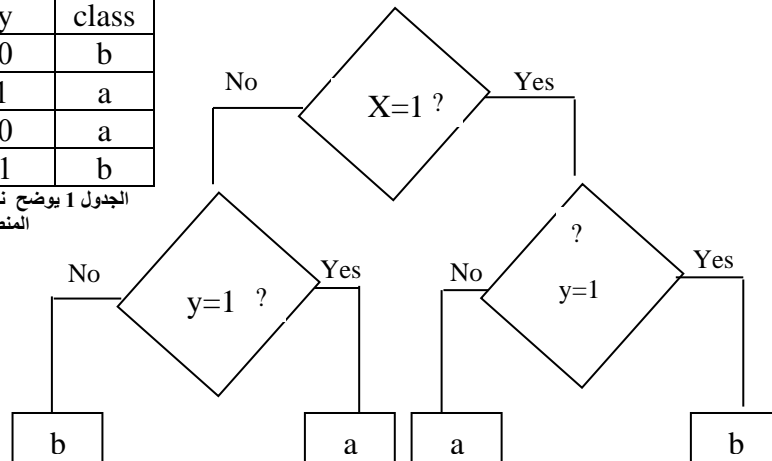 y class
0 b
1 a
0 a
1 b
الجدول 1 يوضح
X=1 ?
No
Yes
y=1 ?
No
Yes
?
y=1
No
Yes
b
a
a
b